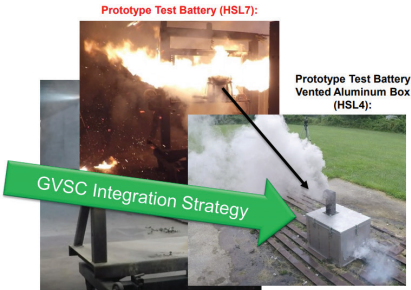 Prototype Test Battery (HSL7):
Prototype Test Battery
Vented Aluminum Box
(HSL4):
GVSC Integration Strategy